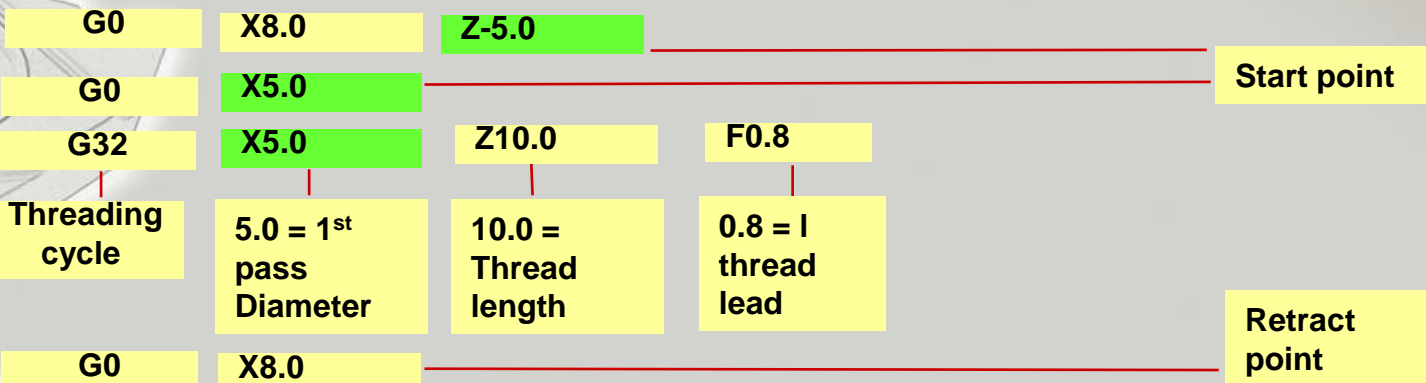 G0 X8.0 Z-5.0
Start point
G0 X5.0
G32 X5.0 Z10.0 F0.8
Threading
cycle
5.0 = 1st
pass
Diameter
10.0 =
Thread
length
0.8 = l
thread
lead
Retract
point
G0 X8.0